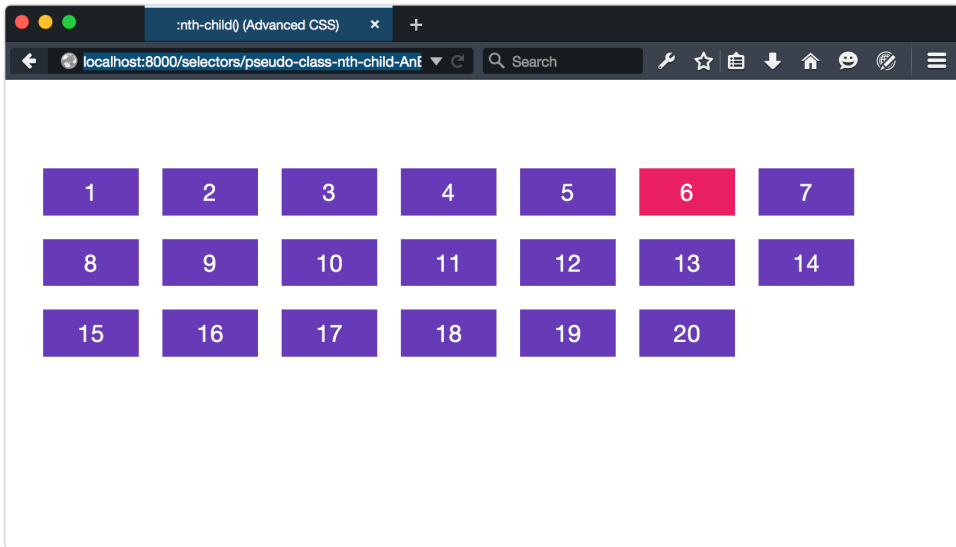 :nth-child() (Advanced CSS)
localhost:8000/selectors/pseudo-class-nth-child-An
Search
1 2 3 4 5 6 7
8 9 10 11 12 13 14
15 16 17 18 19 20